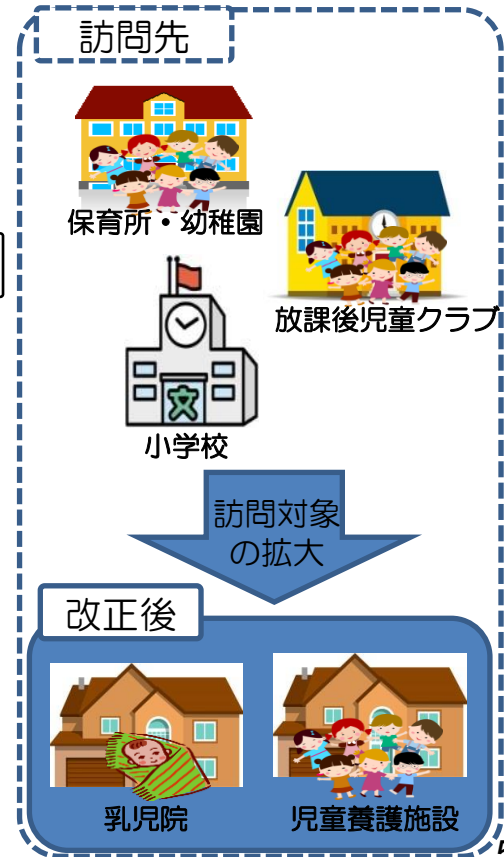 訪問先
保育所・幼稚園
放課後児童クラブ
文
小学校
訪問対象
の拡大
改正後
乳児院
児童養護施設